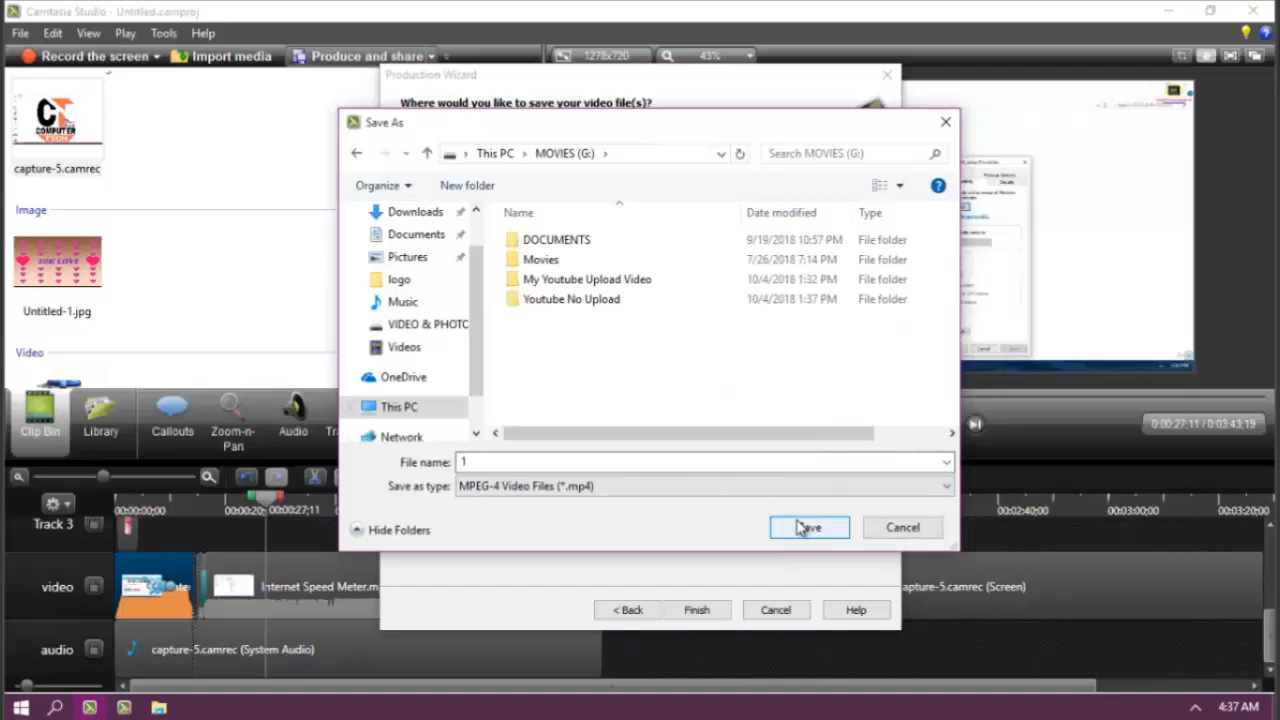 Camtasia Studio - Untitled.camproj
File Edit View Play Tools Help
Record the screen Import media Produce and share 1278x720 43%
Production Wizard
Where would you like to save your video file(s)?
CT
COMPUTER
TECH
capture-5.camrec
Image
Untitled-1.jpg
Video
Save As
This PC > MOVIES (G:) >
Search MOVIES (G:)
Organize
New folder
Downloads
Documents
Pictures
logo
Music
VIDEO & PHOTC
Videos
OneDrive
This PC
Network
Name Date modified Type
DOCUMENTS 9/19/2018 10:57 PM File folder
Movies 7/26/2018 7:14 PM File folder
My Youtube Upload Video 10/4/2018 1:32 PM File folder
Youtube No Upload 10/4/2018 1:37 PM File folder
File name: 1
Save as type: MPEG-4 Video Files (*.mp4)
Hide Folders
Cancel
Clip Bin Library Callouts Zoom-n-Pan Audio
0:00:27:11 / 0:03:43;19
00:00:00;00 00:00:20; 00:00:27;11 00:02:40;00 00:03:00;00 00:03:20;00
Track 3
video Internet Speed Meter.m apture-5.camrec (Screen)
< Back Finish Cancel Help
audio capture-5.camrec (System Audio)
4:37 AM